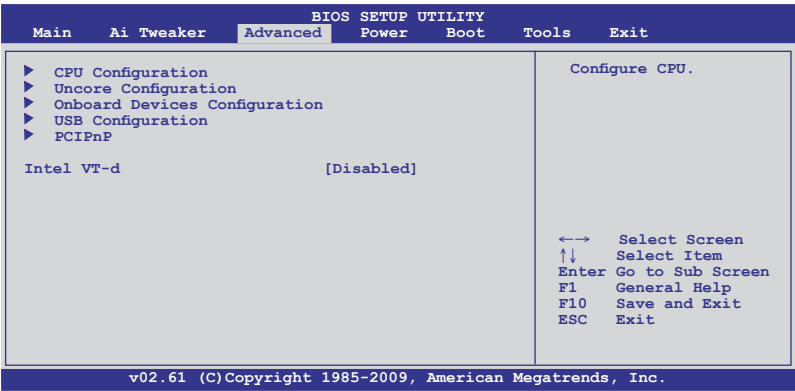 BIOS SETUP UTILITY
Main Ai Tweaker Advanced Power Boot Tools Exit
CPU Configuration
Uncore Configuration
Onboard Devices Configuration
USB Configuration
PCIPnP
Intel VT-d [Disabled]
Configure CPU.
←→ Select Screen
↑↓ Select Item
Enter Go to Sub Screen
F1 General Help
F10 Save and Exit
ESC Exit
v02.61 (C)Copyright 1985-2009, American Megatrends, Inc.